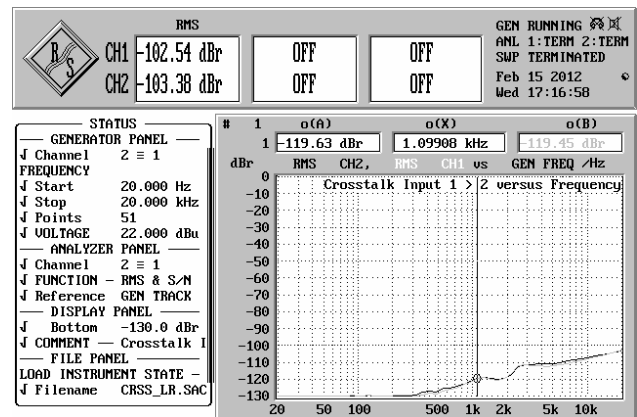 RMS
GEN RUNNING
CH1 -102.54 dBr OFF OFF
ANL 1:TERM 2:TERM
SWP TERMINATED
R S
CH2 -103.38 dBr OFF OFF
Feb 15 2012
Wed 17:16:58
STATUS
GENERATOR PANEL
Channel 2 ≡ 1
FREQUENCY
Start 20.000 Hz
Stop 20.000 kHz
Points 51
VOLTAGE 22.000 dBu
ANALYZER PANEL
Channel 2 ≡ 1
FUNCTION - RMS & S/N
Reference GEN TRACK
DISPLAY PANEL
Bottom -130.0 dBr
COMMENT — Crosstalk I
FILE PANEL
LOAD INSTRUMENT STATE -
Filename CRSS_LR.SAC
# 1 o(A) o(X) o(B)
1 -119.63 dBr 1.09908 kHz -119.45 dBr
dBr RMS CH2, RMS CH1 vs GEN FREQ /Hz
Crosstalk Input 1 > 2 versus Frequency
0
-10
-20
-30
-40
-50
-60
-70
-80
-90
-100
-110
-120
-130
20 50 100 500 1k 2k 5k 10k